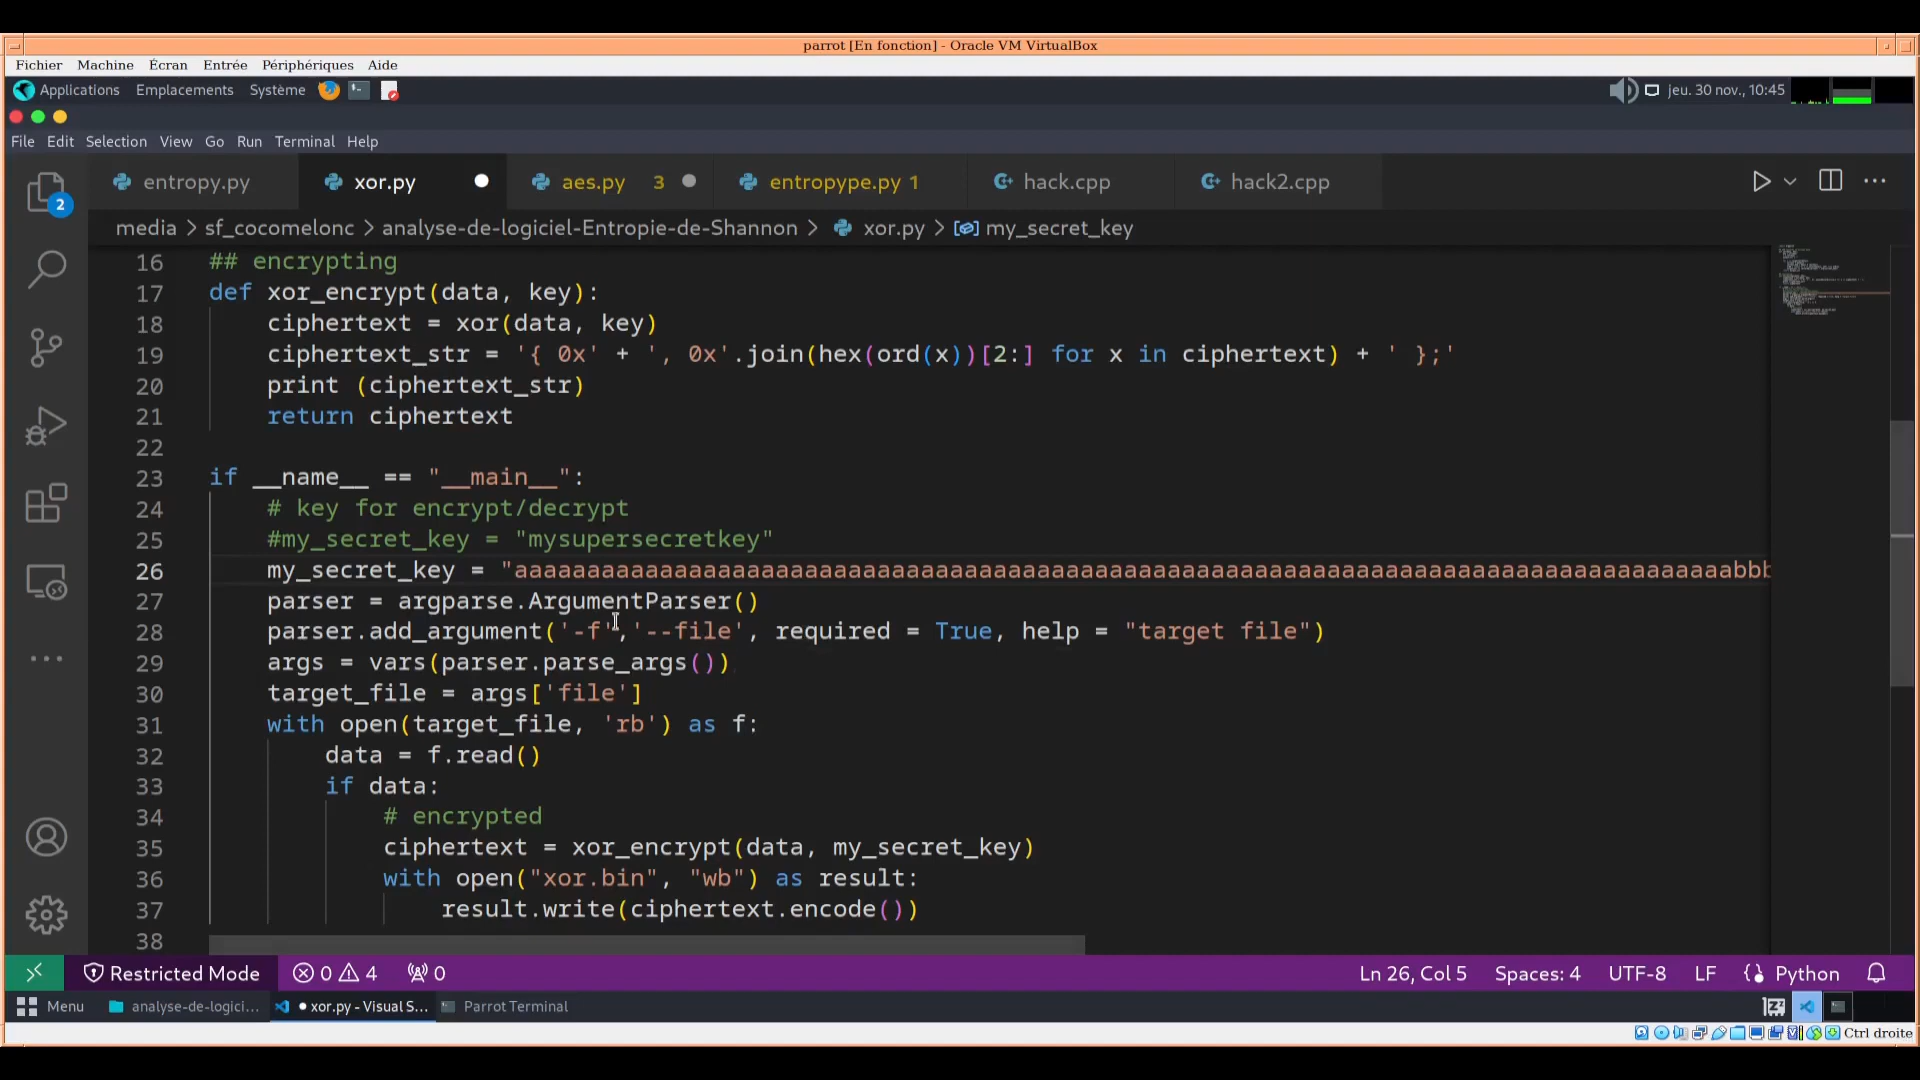 parrot [En fonction] - Oracle VM VirtualBox
Fichier Machine Écran Entrée Périphériques Aide
Applications Emplacements Système jeu. 30 nov., 10:45
File Edit Selection View Go Run Terminal Help
entropy.py xor.py aes.py 3 entropype.py 1 hack.cpp hack2.cpp
media > sf_cocomelonc > analyse-de-logiciel-Entropie-de-Shannon > xor.py > my_secret_key
2
16 ## encrypting
17 def xor_encrypt(data, key):
18 ciphertext = xor(data, key)
19 ciphertext_str = '{ 0x' + ', 0x'.join(hex(ord(x))[2:] for x in ciphertext) + ' };'
20 print (ciphertext_str)
21 return ciphertext
22
23 if __name__ == "__main__":
24 # key for encrypt/decrypt
25 #my_secret_key = "mysupersecretkey"
26 my_secret_key = "aaaaaaaaaaaaaaaaaaaaaaaaaaaaaaaaaaaaaaaaaaaaaaaaaaaaaaaaaaaaaaaaaaaaaaaaaaaaaaaaaaaabbb
27 parser = argparse.ArgumentParser()
28 parser.add_argument('-f','--file', required = True, help = "target file")
29 args = vars(parser.parse_args())
30 target_file = args['file']
31 with open(target_file, 'rb') as f:
32 data = f.read()
33 if data:
34 # encrypted
35 ciphertext = xor_encrypt(data, my_secret_key)
36 with open("xor.bin", "wb") as result:
37 result.write(ciphertext.encode())
38
Restricted Mode 0 4 0 Ln 26, Col 5 Spaces: 4 UTF-8 LF Python
Menu analyse-de-logici... xor.py - Visual S... Parrot Terminal
Ctrl droite